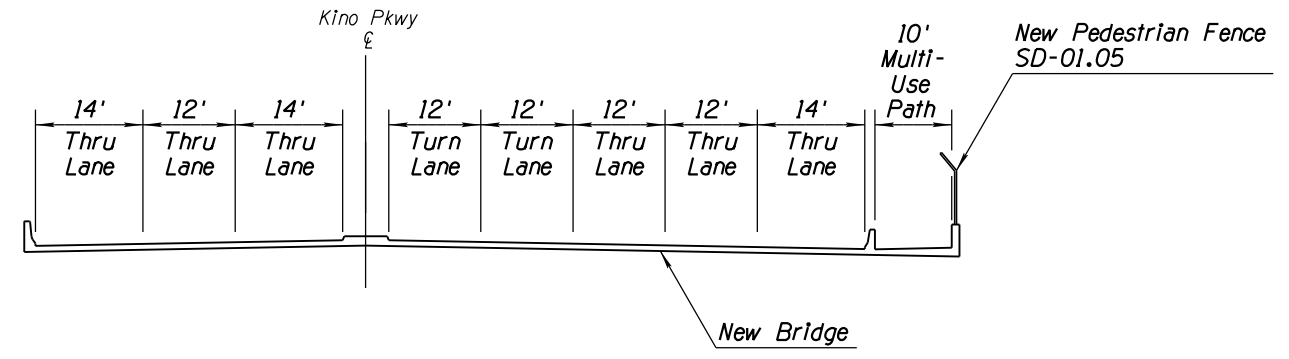 Kino Pkwy
℄
10'
Multi-
Use
Path
New Pedestrian Fence
SD-01.05
14'
12'
14'
12'
12'
12'
12'
14'
Thru
Lane
Thru
Lane
Thru
Lane
Turn
Lane
Turn
Lane
Thru
Lane
Thru
Lane
Thru
Lane
New Bridge